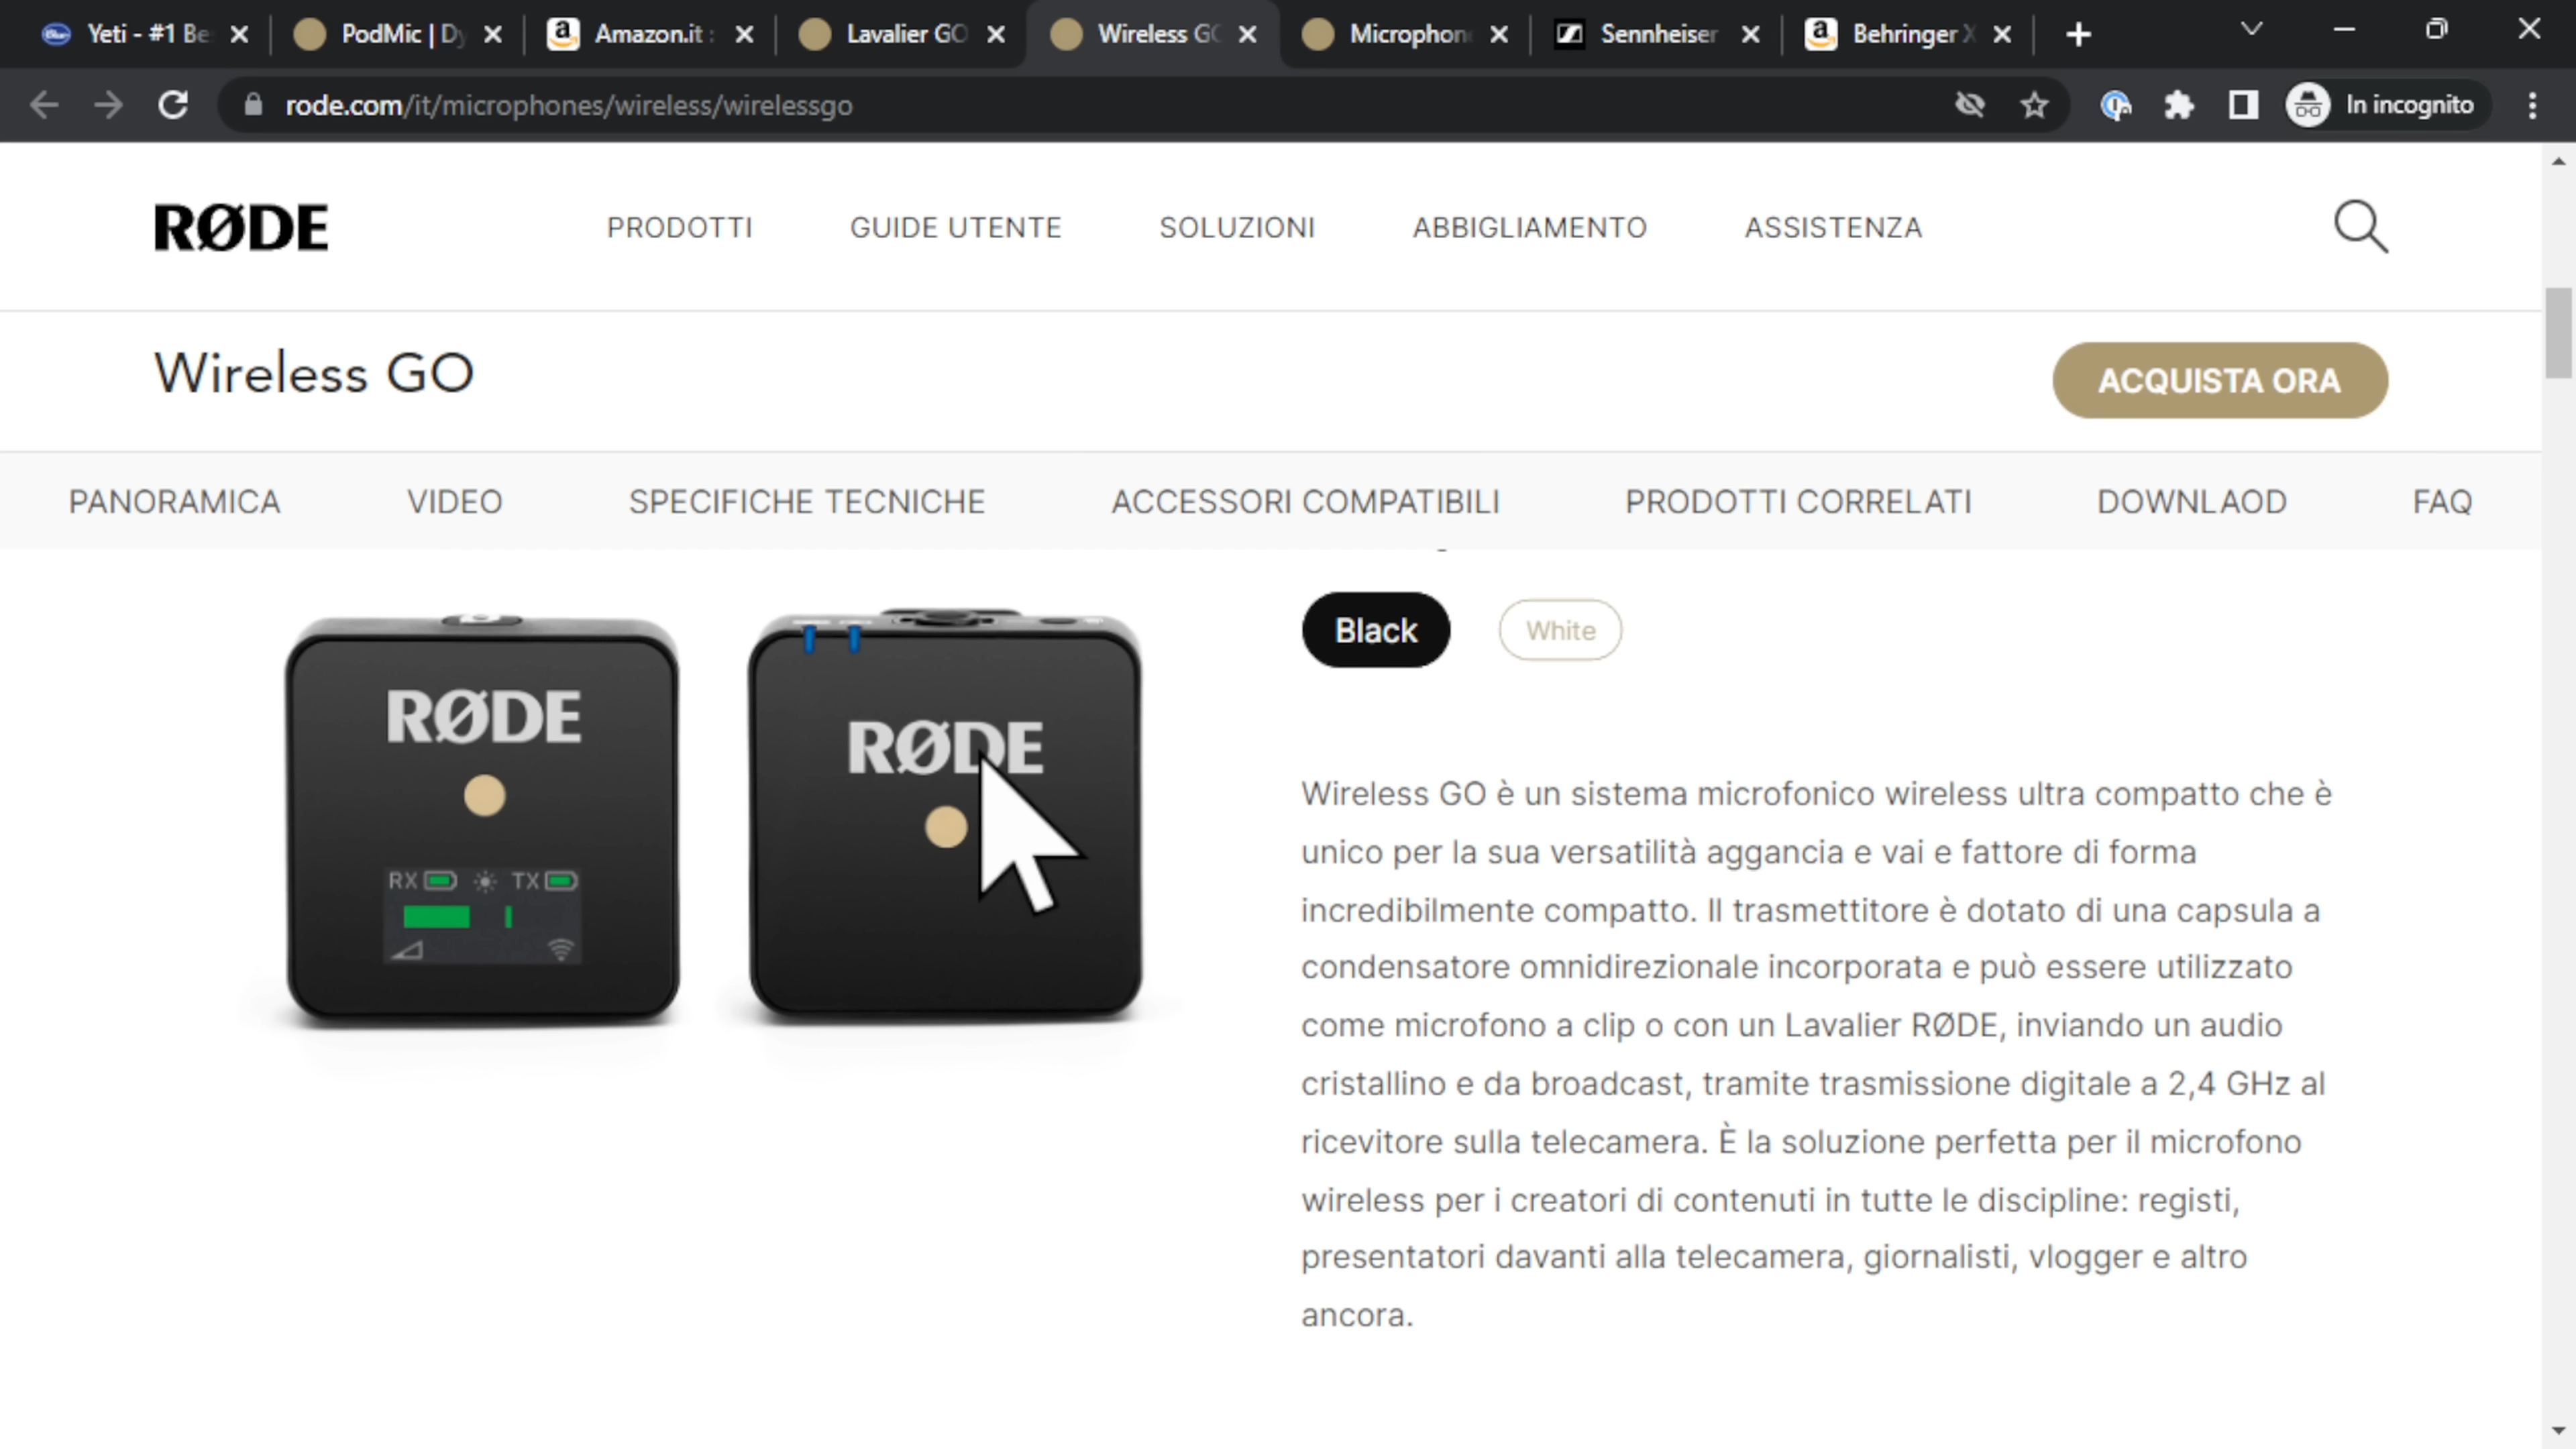 Yeti - #1 Be
PodMic | Dy
Amazon.it :
Lavalier GO
Wireless GO
Microphon
Sennheiser
Behringer X
rode.com/it/microphones/wireless/wirelessgo
In incognito
RØDE
PRODOTTI
GUIDE UTENTE
SOLUZIONI
ABBIGLIAMENTO
ASSISTENZA
Wireless GO
ACQUISTA ORA
PANORAMICA
VIDEO
SPECIFICHE TECNICHE
ACCESSORI COMPATIBILI
PRODOTTI CORRELATI
DOWNLAOD
FAQ
RØDE
RX TX
RØDE
Black
White
Wireless GO è un sistema microfonico wireless ultra compatto che è
unico per la sua versatilità aggancia e vai e fattore di forma
incredibilmente compatto. Il trasmettitore è dotato di una capsula a
condensatore omnidirezionale incorporata e può essere utilizzato
come microfono a clip o con un Lavalier RØDE, inviando un audio
cristallino e da broadcast, tramite trasmissione digitale a 2,4 GHz al
ricevitore sulla telecamera. È la soluzione perfetta per il microfono
wireless per i creatori di contenuti in tutte le discipline: registi,
presentatori davanti alla telecamera, giornalisti, vlogger e altro
ancora.